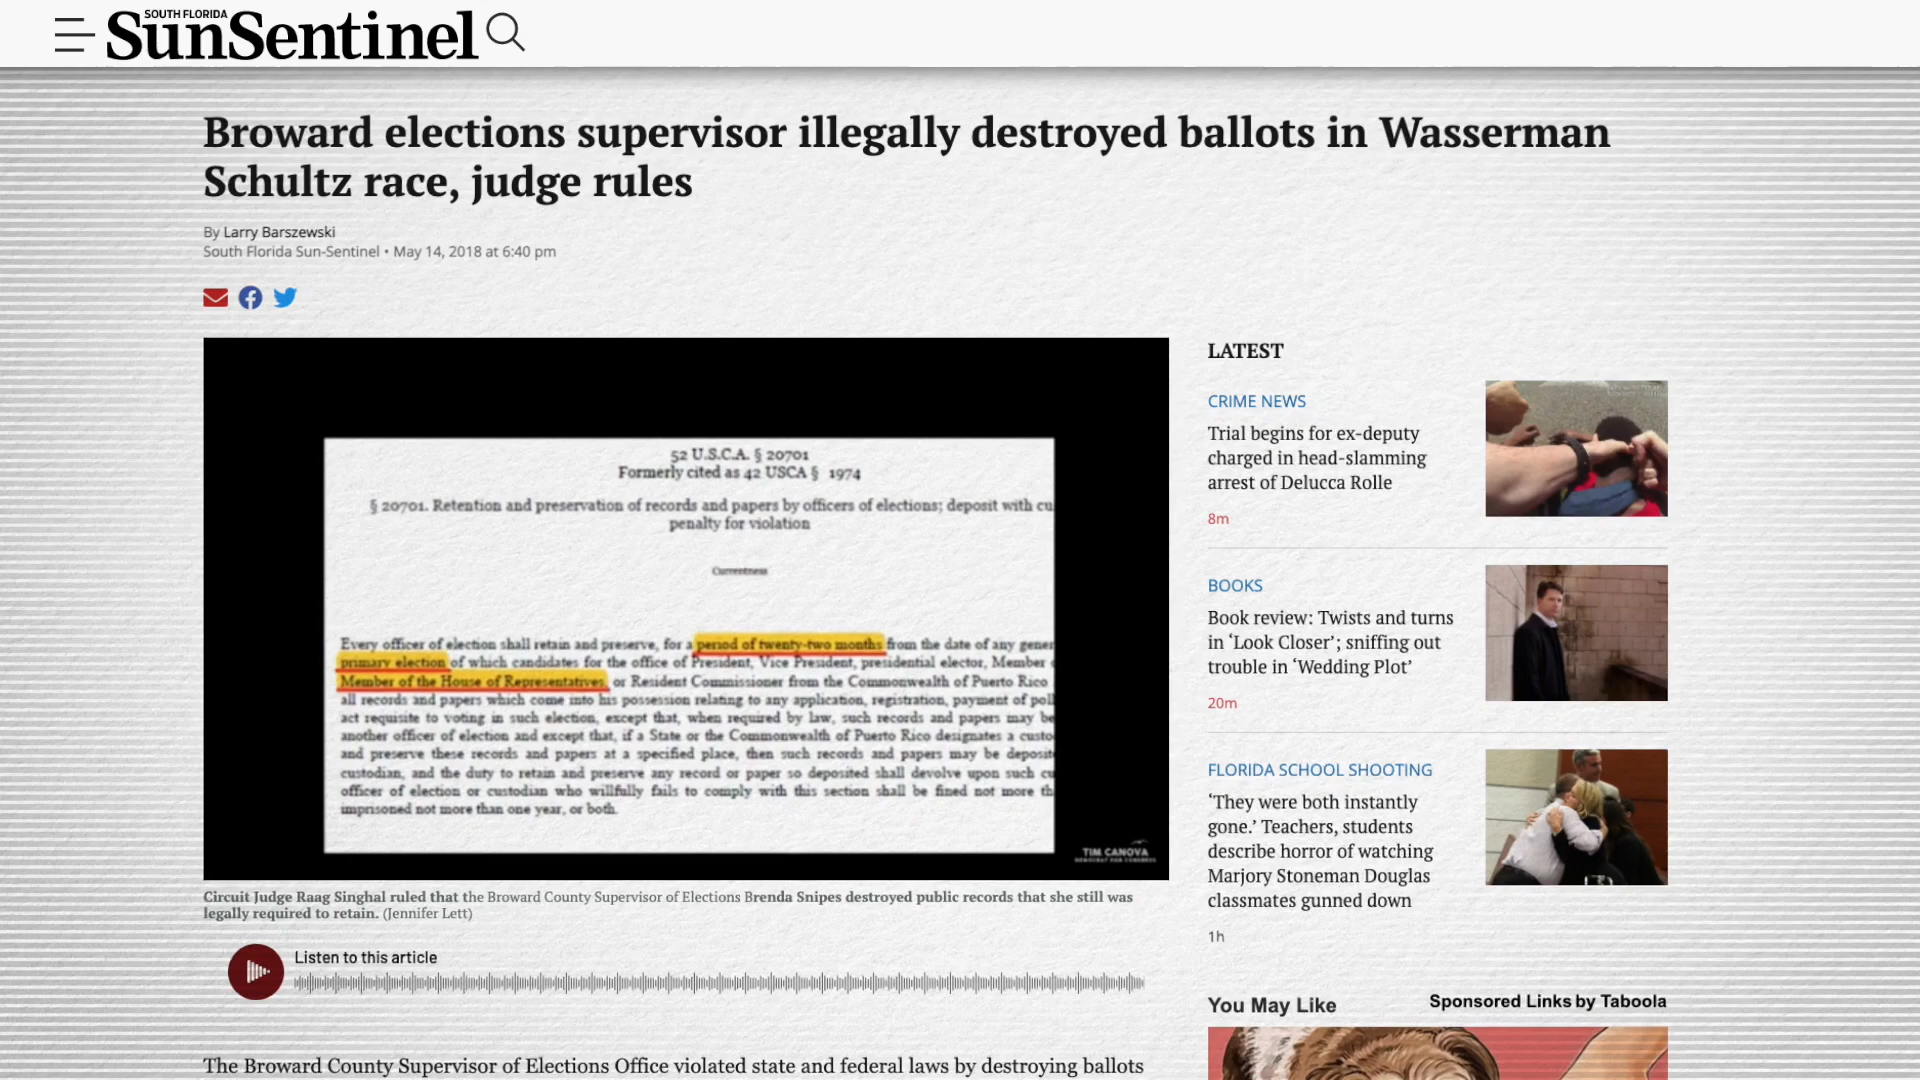 SOUTH FLORIDA
SunSentinel
Broward elections supervisor illegally destroyed ballots in Wasserman
Schultz race, judge rules
By Larry Barszewski
South Florida Sun-Sentinel • May 14, 2018 at 6:40 pm
52 U.S.C.A. § 20701
Formerly cited as 42 USCA § 1974
§ 20701. Retention and preservation of records and papers by officers of elections; deposit with cu
penalty for violation
Currentness
Every officer of election shall retain and preserve, for a period of twenty-two months from the date of any gener
primary election of which candidates for the office of President, Vice President, presidential elector, Member
Member of the House of Representatives, or Resident Commissioner from the Commonwealth of Puerto Rico
all records and papers which come into his possession relating to any application, registration, payment of poll
act requisite to voting in such election, except that, when required by law, such records and papers may be
another officer of election and except that, if a State or the Commonwealth of Puerto Rico designates a custo
and preserve these records and papers at a specified place, then such records and papers may be deposit
custodian, and the duty to retain and preserve any record or paper so deposited shall devolve upon such cu
officer of election or custodian who willfully fails to comply with this section shall be fined not more th
imprisoned not more than one year, or both.
TIM CANOVA
DEMOCRAT FOR CONGRESS
Circuit Judge Raag Singhal ruled that the Broward County Supervisor of Elections Brenda Snipes destroyed public records that she still was
legally required to retain. (Jennifer Lett)
Listen to this article
The Broward County Supervisor of Elections Office violated state and federal laws by destroying ballots
LATEST
CRIME NEWS
Trial begins for ex-deputy
charged in head-slamming
arrest of Delucca Rolle
8m
BOOKS
Book review: Twists and turns
in ‘Look Closer’; sniffing out
trouble in ‘Wedding Plot’
20m
FLORIDA SCHOOL SHOOTING
‘They were both instantly
gone.’ Teachers, students
describe horror of watching
Marjory Stoneman Douglas
classmates gunned down
1h
You May Like
Sponsored Links by Taboola